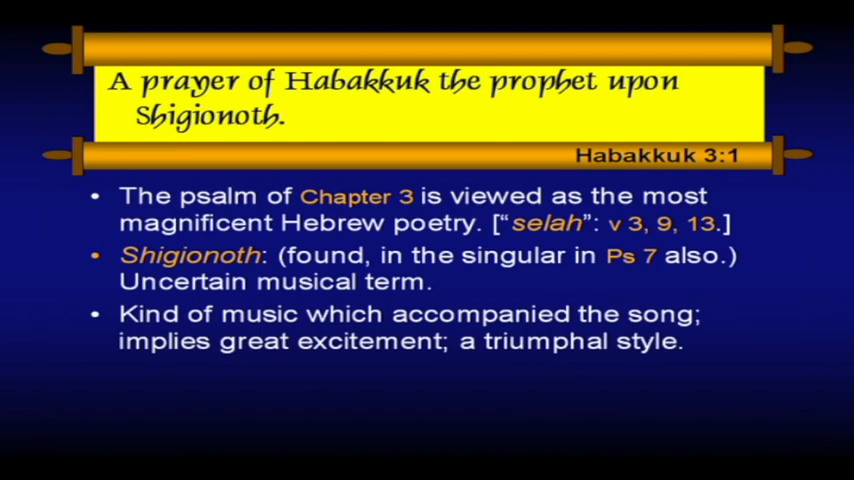 A prayer of Habakkuk the prophet upon
Shigionoth.
Habakkuk 3:1
• The psalm of Chapter 3 is viewed as the most
magnificent Hebrew poetry. [“selah”: v 3, 9, 13.]
• Shigionoth: (found, in the singular in Ps 7 also.)
Uncertain musical term.
• Kind of music which accompanied the song;
implies great excitement; a triumphal style.